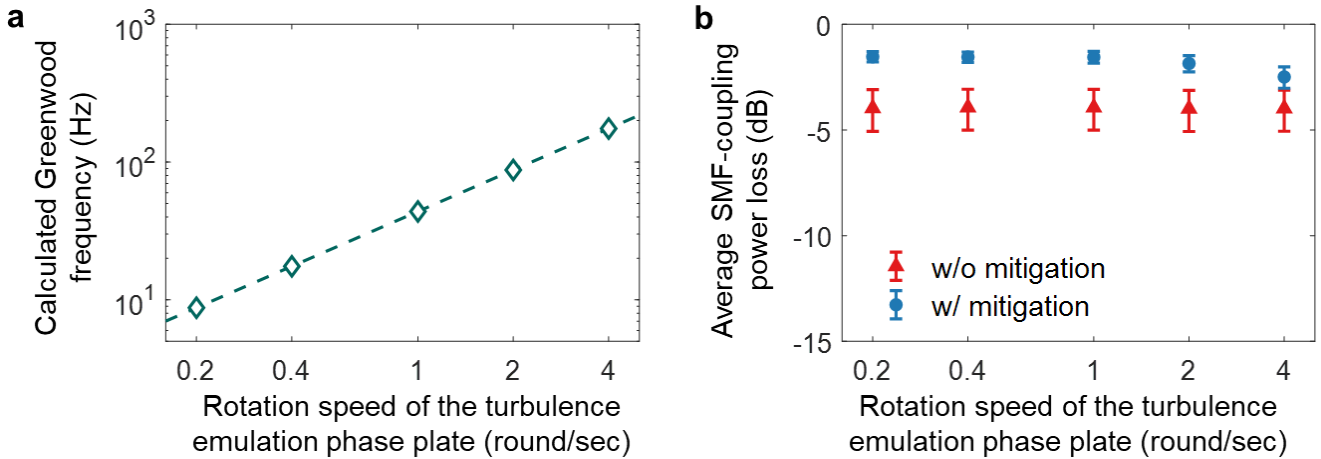 a
10³
10²
10¹
Calculated Greenwood
frequency (Hz)
0.2 0.4 1 2 4
Rotation speed of the turbulence
emulation phase plate (round/sec)
b
-0
-5
-10
-15
Average SMF-coupling
power loss (dB)
w/o mitigation
w/ mitigation
0.2 0.4 1 2 4
Rotation speed of the turbulence
emulation phase plate (round/sec)